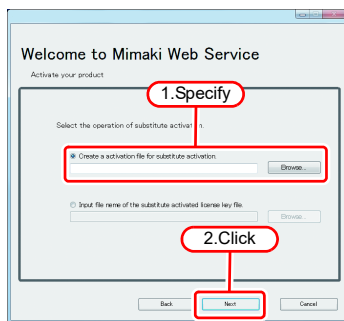 Welcome to Mimaki Web Service
Activate your product
1.Specify
Select the operation of substitute activation.
Create a activation file for substitute activation.
Browse...
Input file name of the substitute activated license key file.
Browse...
2.Click
Back
Next
Cancel